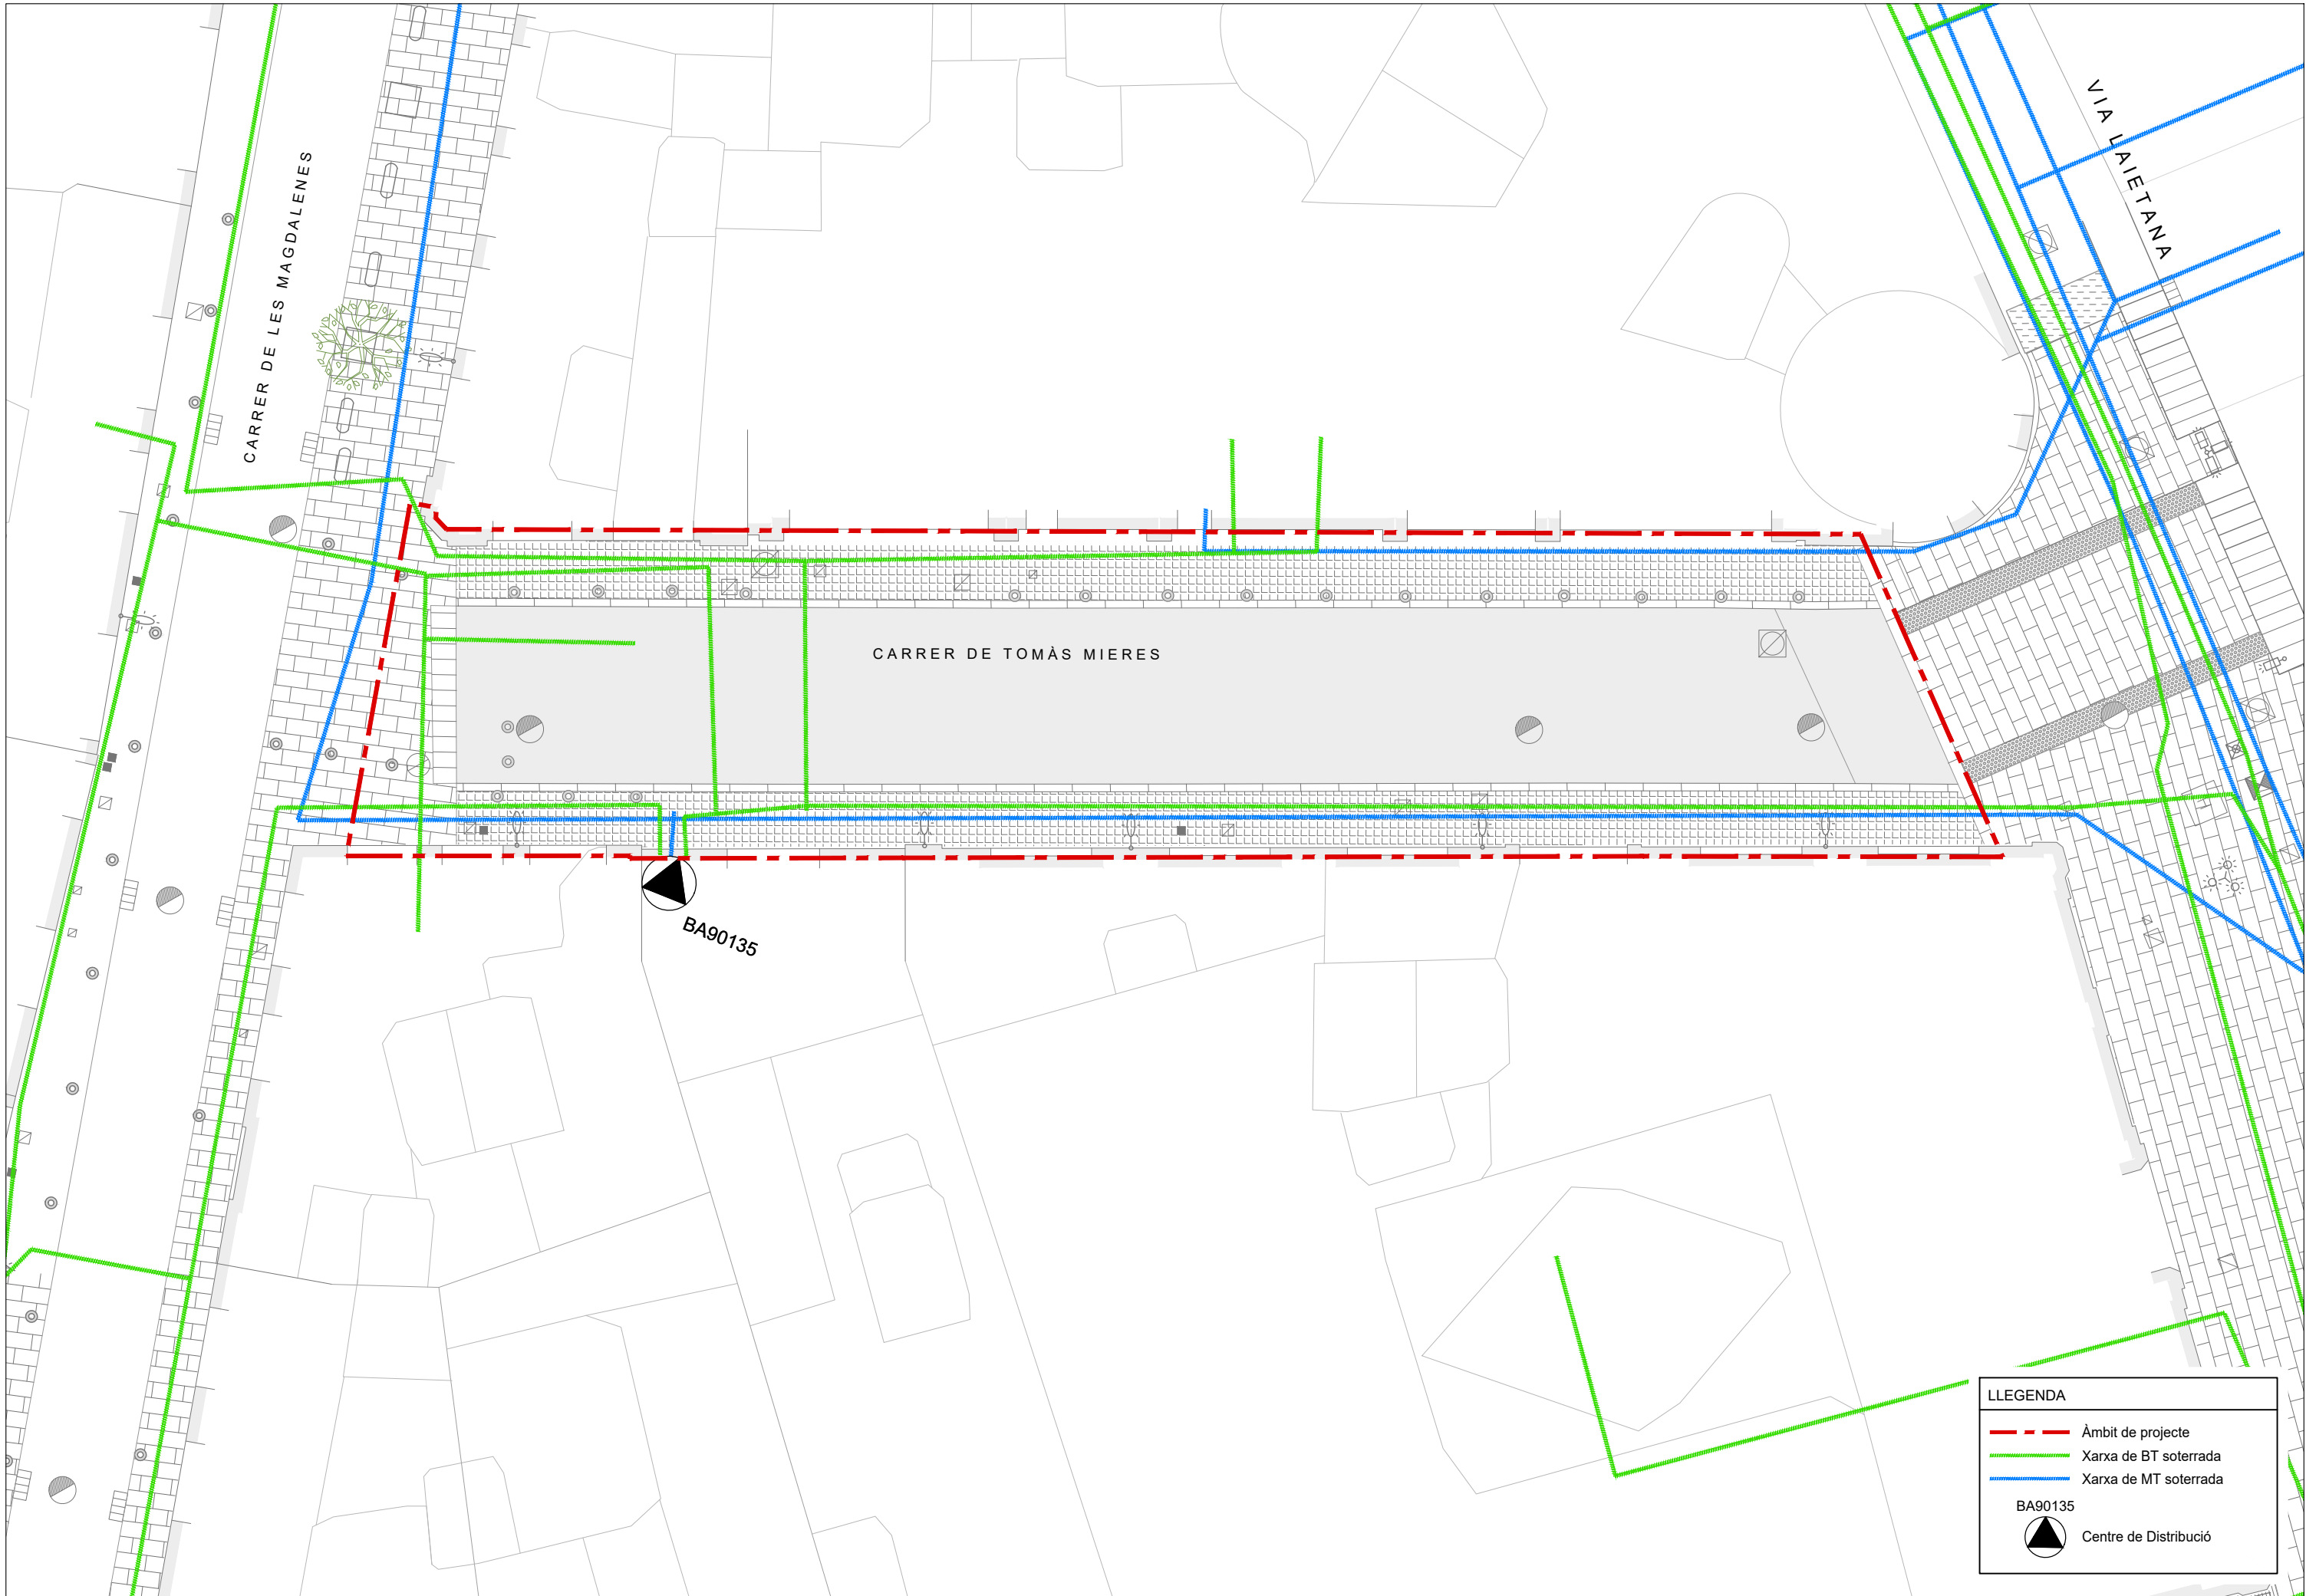 VIA LAIETANA
CARRER DE LES MAGDALENES
CARRER DE TOMÀS MIERES
BA90135
LLEGENDA
Àmbit de projecte
Xarxa de BT soterrada
Xarxa de MT soterrada
BA90135
Centre de Distribució